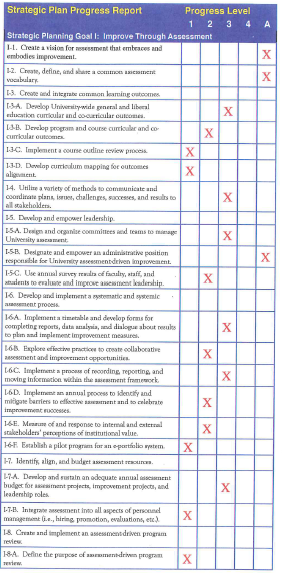 Strategic Plan Progress Report Progress Level
1 2 3 4 A
Strategic Planning Goal I: Improve Through Assessment
I-1. Create a vision for assessment that embraces and
embodies improvement. X
I-2. Create, define, and share a common assessment
vocabulary. X
I-3. Create and integrate common learning outcomes.
I-3-A. Develop University-wide general and liberal
education curricular and co-curricular outcomes. X
I-3-B. Develop program and course curricular and co-
curricular outcomes. X
I-3-C. Implement a course outline review process. X
I-3-D. Develop curriculum mapping for outcomes
alignment. X
I-4. Utilize a variety of methods to communicate and
coordinate plans, issues, challenges, successes, and results to
all stakeholders. X
I-5. Develop and empower leadership.
I-5-A. Design and organize committees and teams to manage
University assessment. X
I-5-B. Designate and empower an administrative position
responsible for University assessment-driven improvement. X
I-5-C. Use annual survey results of faculty, staff, and
students to evaluate and improve assessment leadership. X
I-6. Develop and implement a systematic and systemic
assessment process.
I-6-A. Implement a timetable and develop forms for
completing reports, data analysis, and dialogue about results
to plan and implement improvement measures. X
I-6-B. Explore effective practices to create collaborative
assessment and improvement opportunities. X
I-6-C. Implement a process of recording, reporting, and
moving information within the assessment framework. X
I-6-D. Implement an annual process to identify and
mitigate barriers to effective assessment and to celebrate
improvement successes. X
I-6-E. Measure of and response to internal and external
stakeholders' perceptions of institutional value. X
I-6-F. Establish a pilot program for an e-portfolio system. X
I-7. Identify, align, and budget assessment resources.
I-7-A. Develop and sustain an adequate annual assessment
budget for assessment projects, improvement projects, and
leadership roles. X
I-7-B. Integrate assessment into all aspects of personnel
management (i.e., hiring, promotion, evaluations, etc.). X
I-8. Create and implement an assessment-driven program
review.
I-8-A. Define the purpose of assessment-driven program
review. X